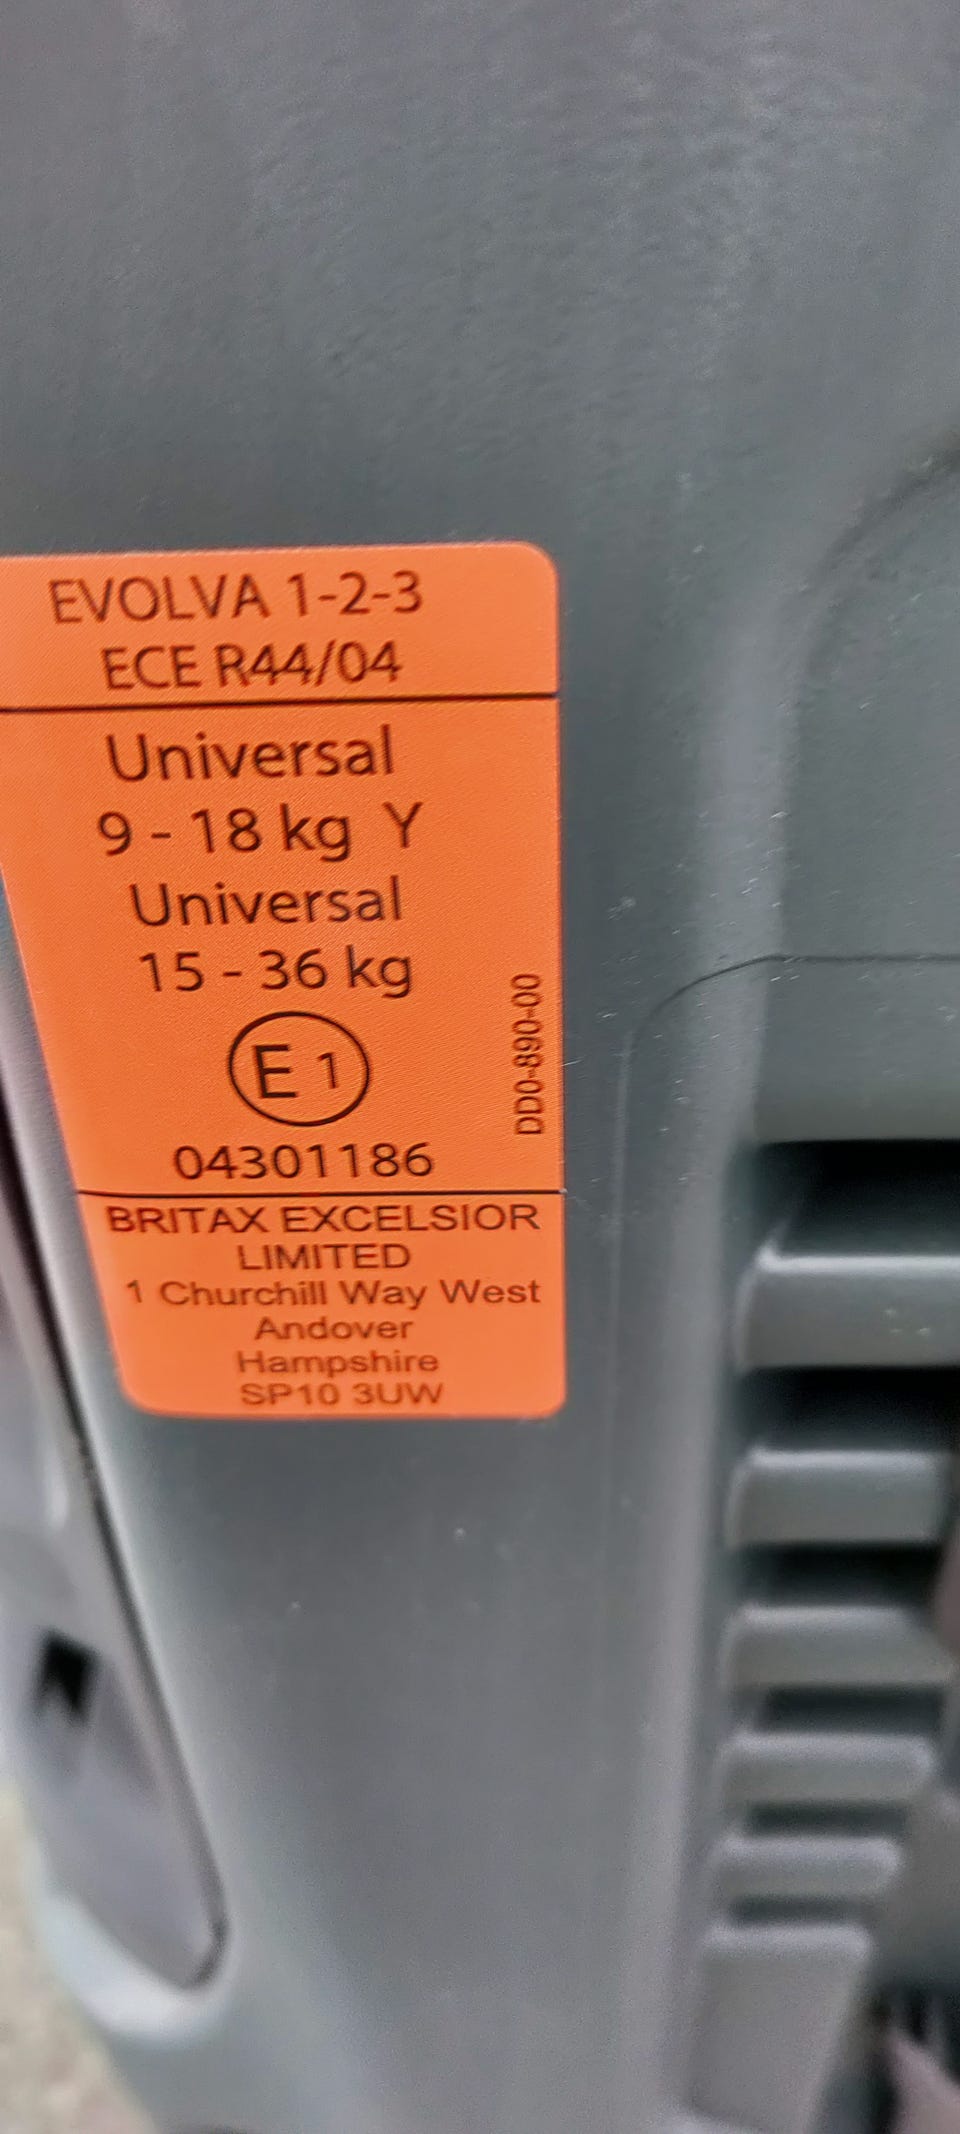 EVOLVA 1-2-3
ECE R44/04
Universal
9 - 18 kg Y
Universal
15 - 36 kg
E 1
04301186
DD0-890-00
BRITAX EXCELSIOR
LIMITED
1 Churchill Way West
Andover
Hampshire
SP10 3UW